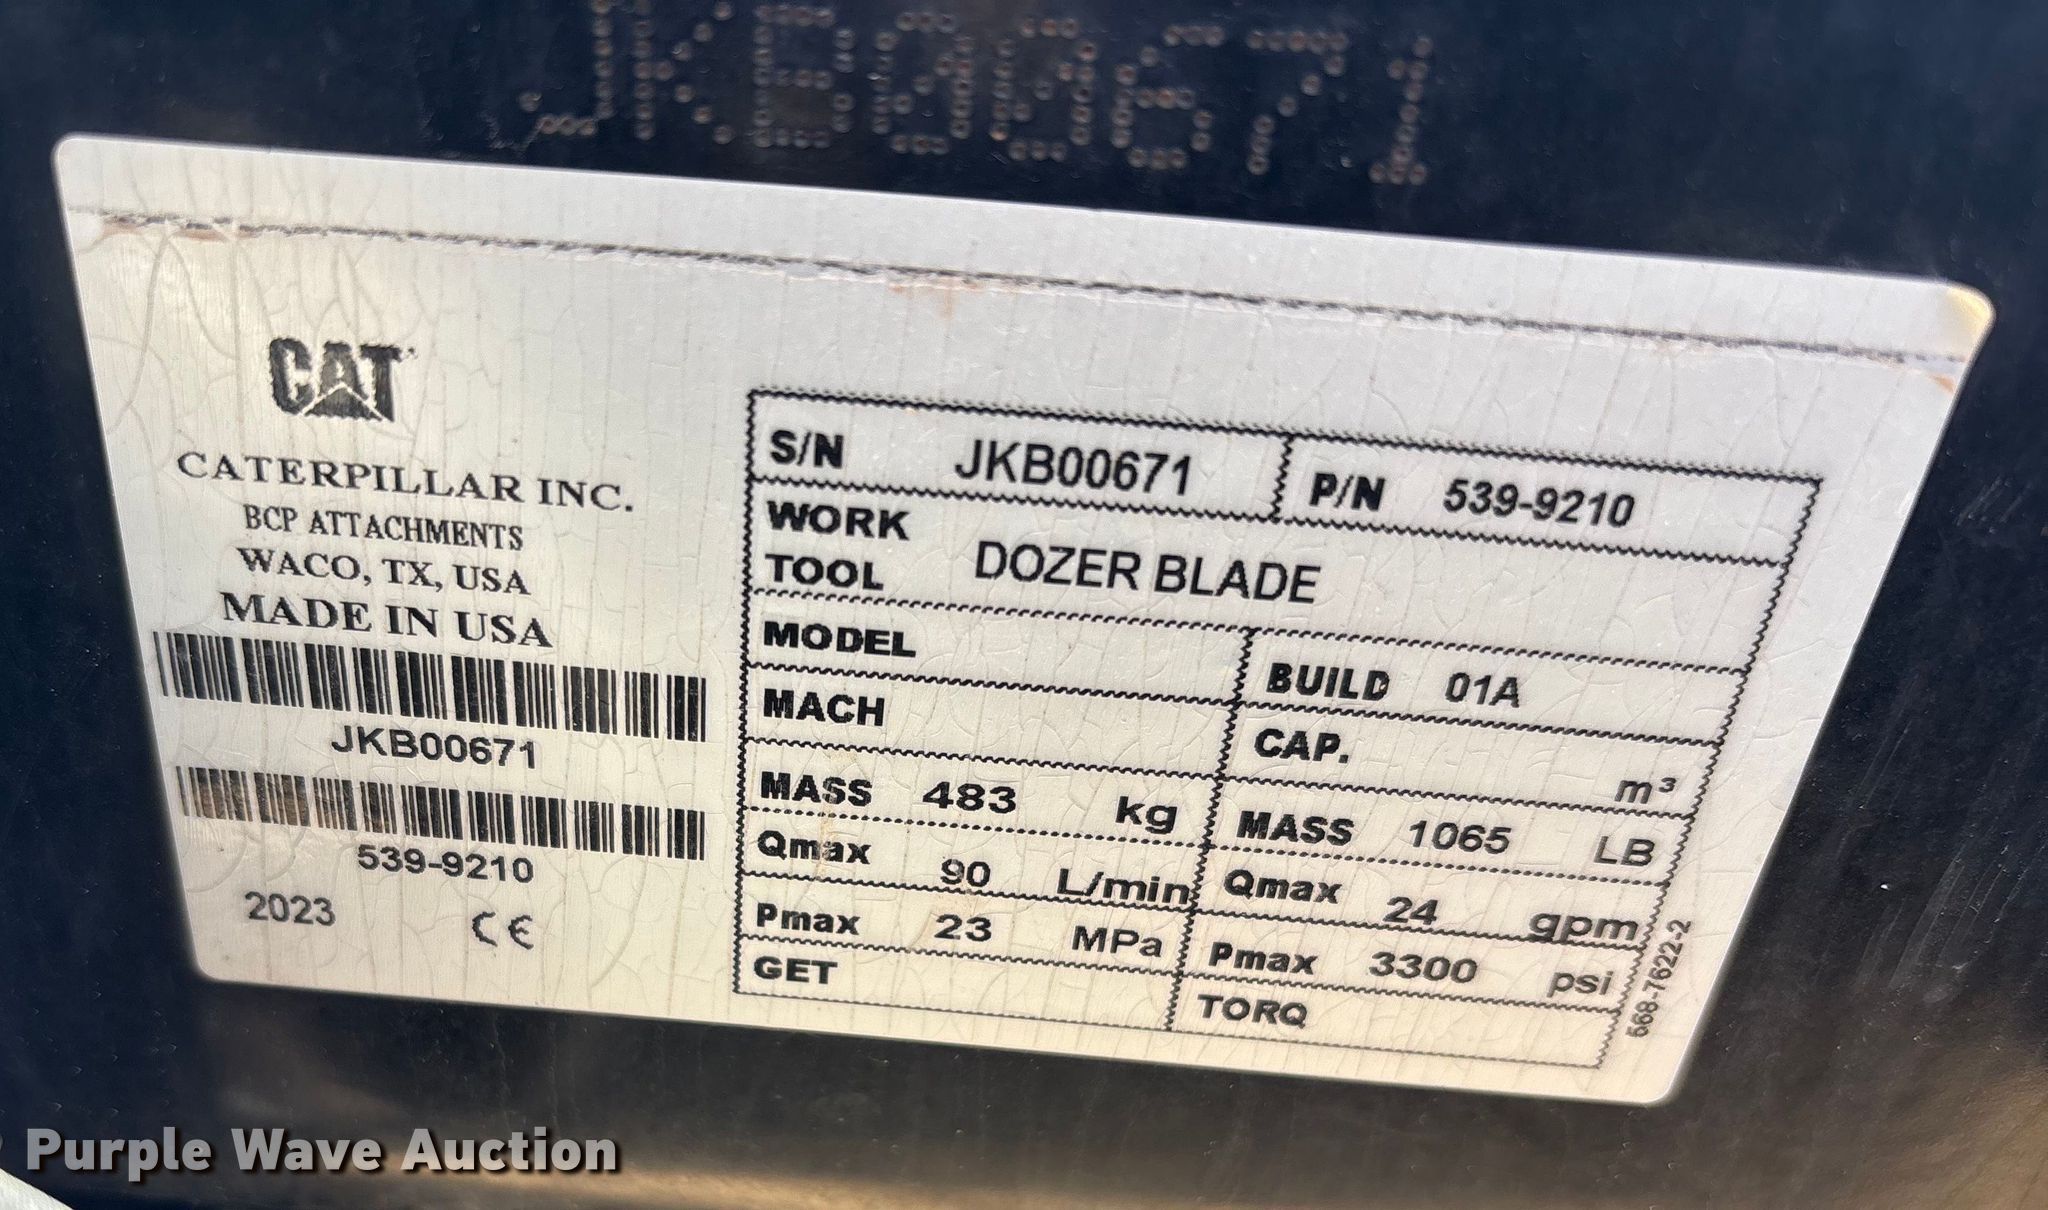 JKB00671
CAT
CATERPILLAR INC.
BCP ATTACHMENTS
WACO, TX, USA
MADE IN USA
JKB00671
539-9210
2023 CE
S/N JKB00671 P/N 539-9210
WORK TOOL DOZER BLADE
MODEL BUILD 01A
MACH CAP. m³
MASS 483 kg MASS 1065 LB
Qmax 90 L/min Qmax 24 gpm
Pmax 23 MPa Pmax 3300 psi
GET TORQ
568-7622-2
Purple Wave Auction